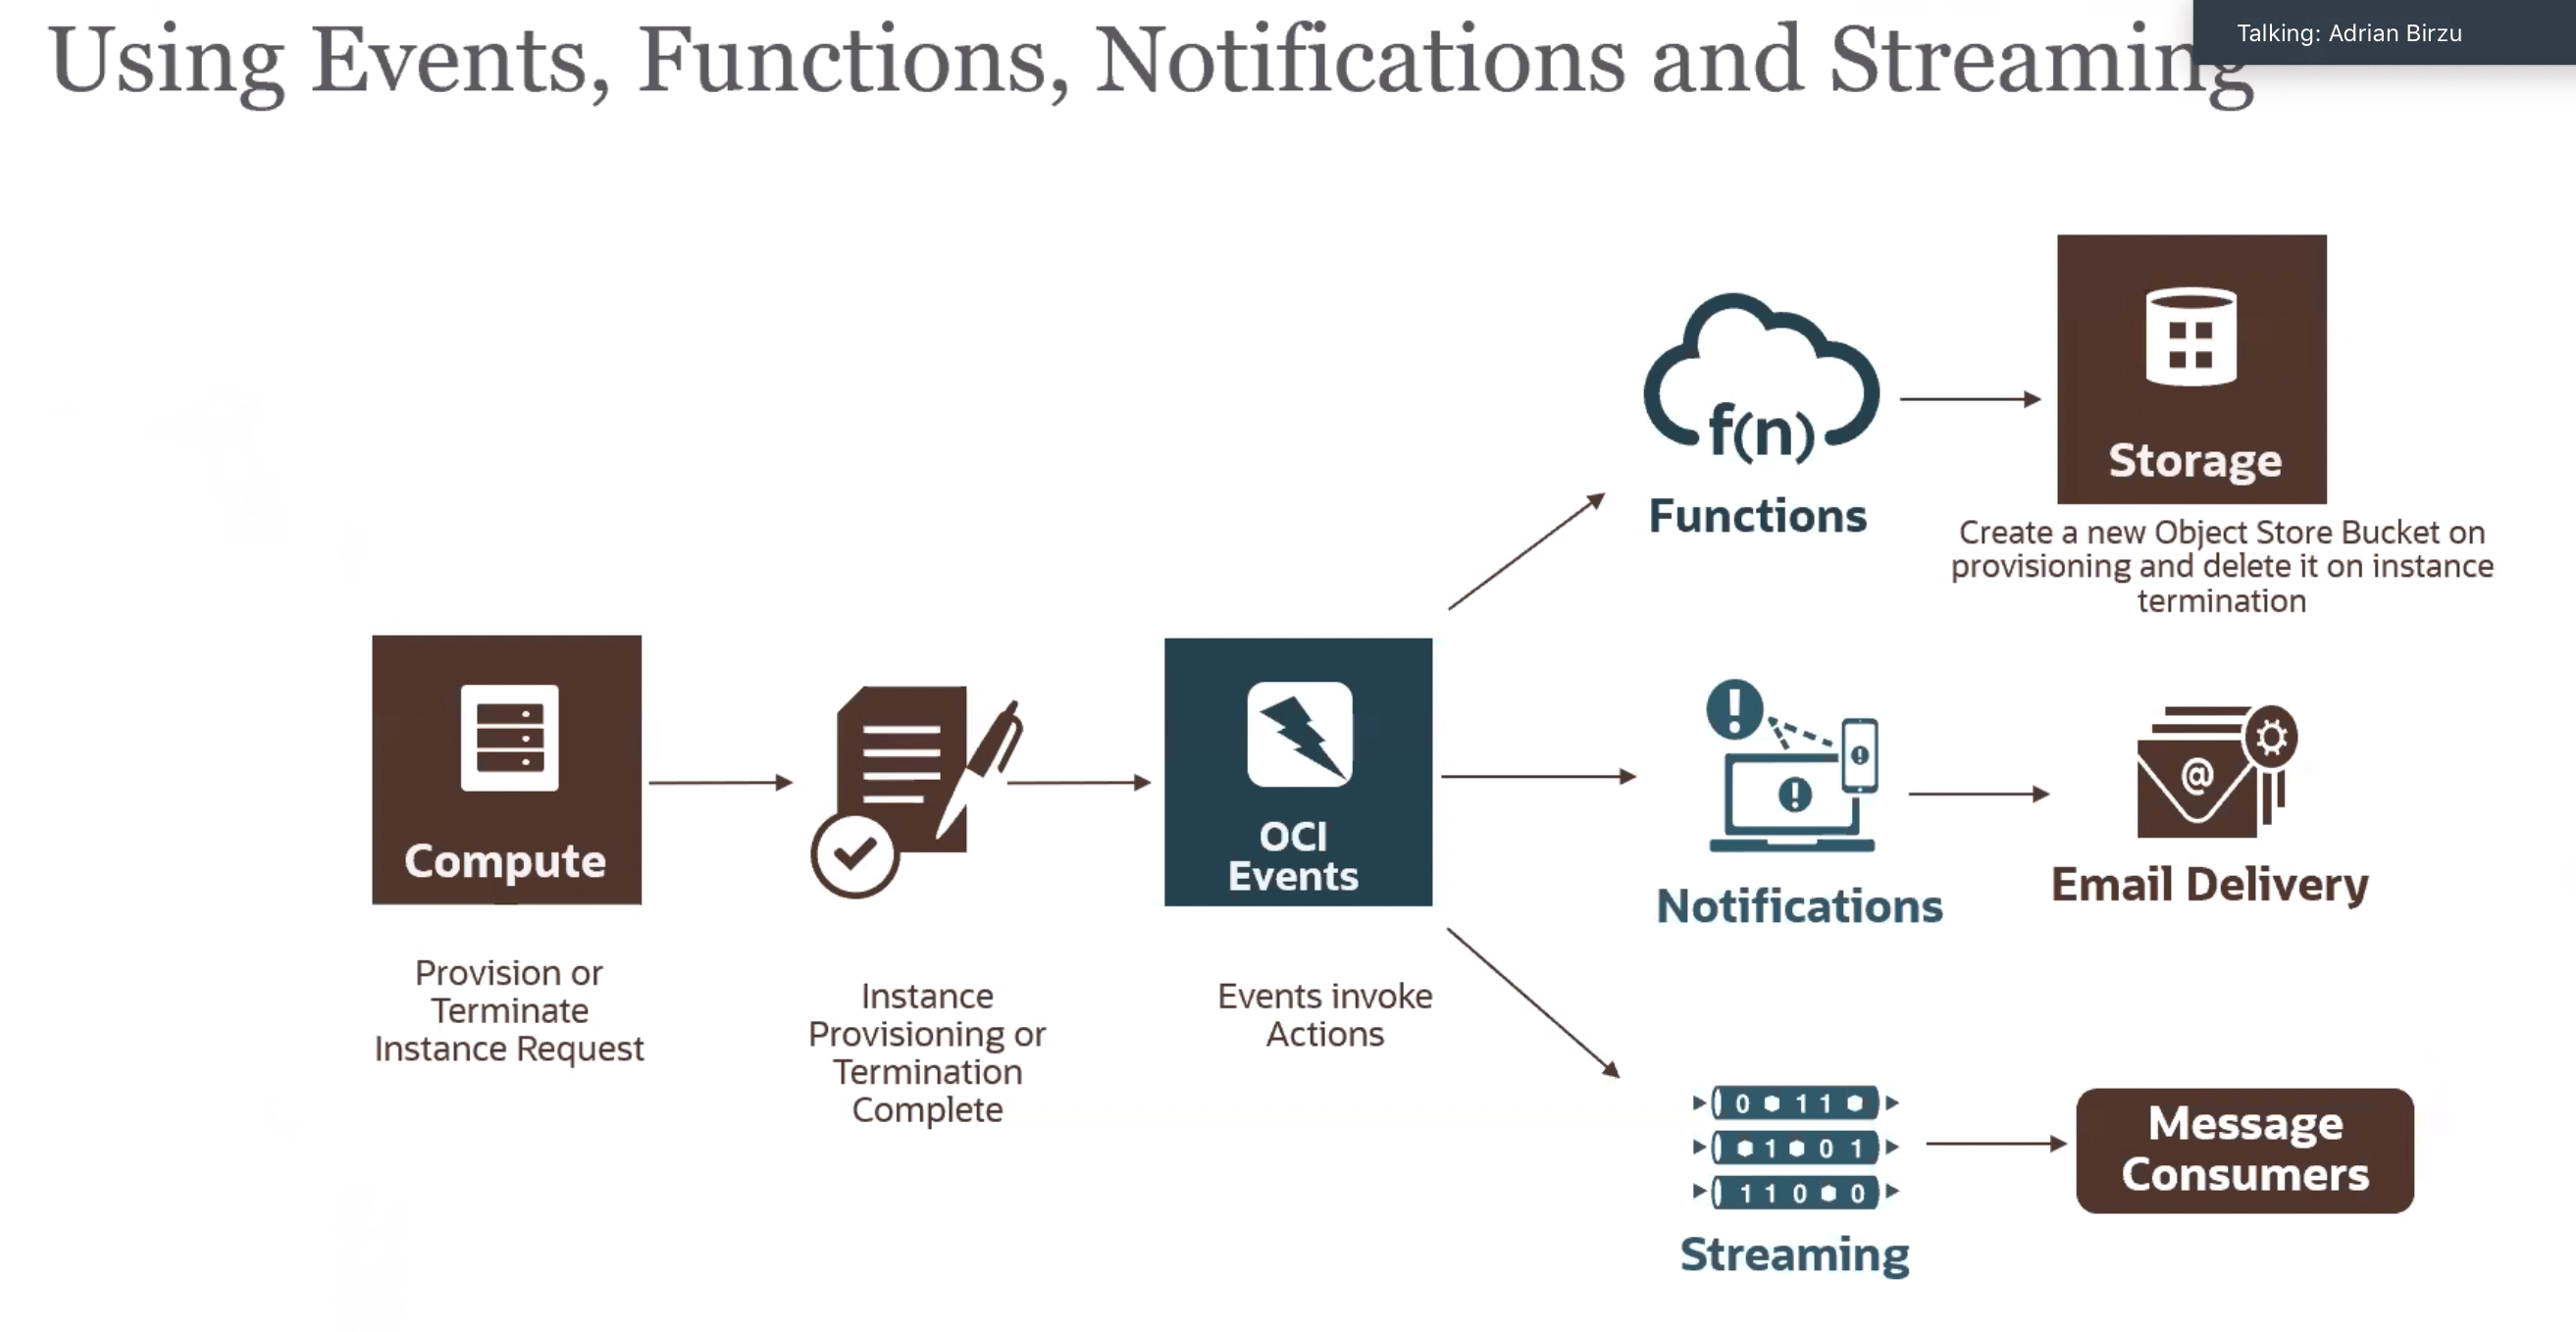 Using Events, Functions, Notifications and Streaming
Talking: Adrian Birzu
f(n)
Functions
Storage
Create a new Object Store Bucket on
provisioning and delete it on instance
termination
Compute
Provision or
Terminate
Instance Request
Instance
Provisioning or
Termination
Complete
OCI
Events
Events invoke
Actions
Notifications
@
Email Delivery
0 1 1
1 0 1
1 1 0 0
Streaming
Message
Consumers